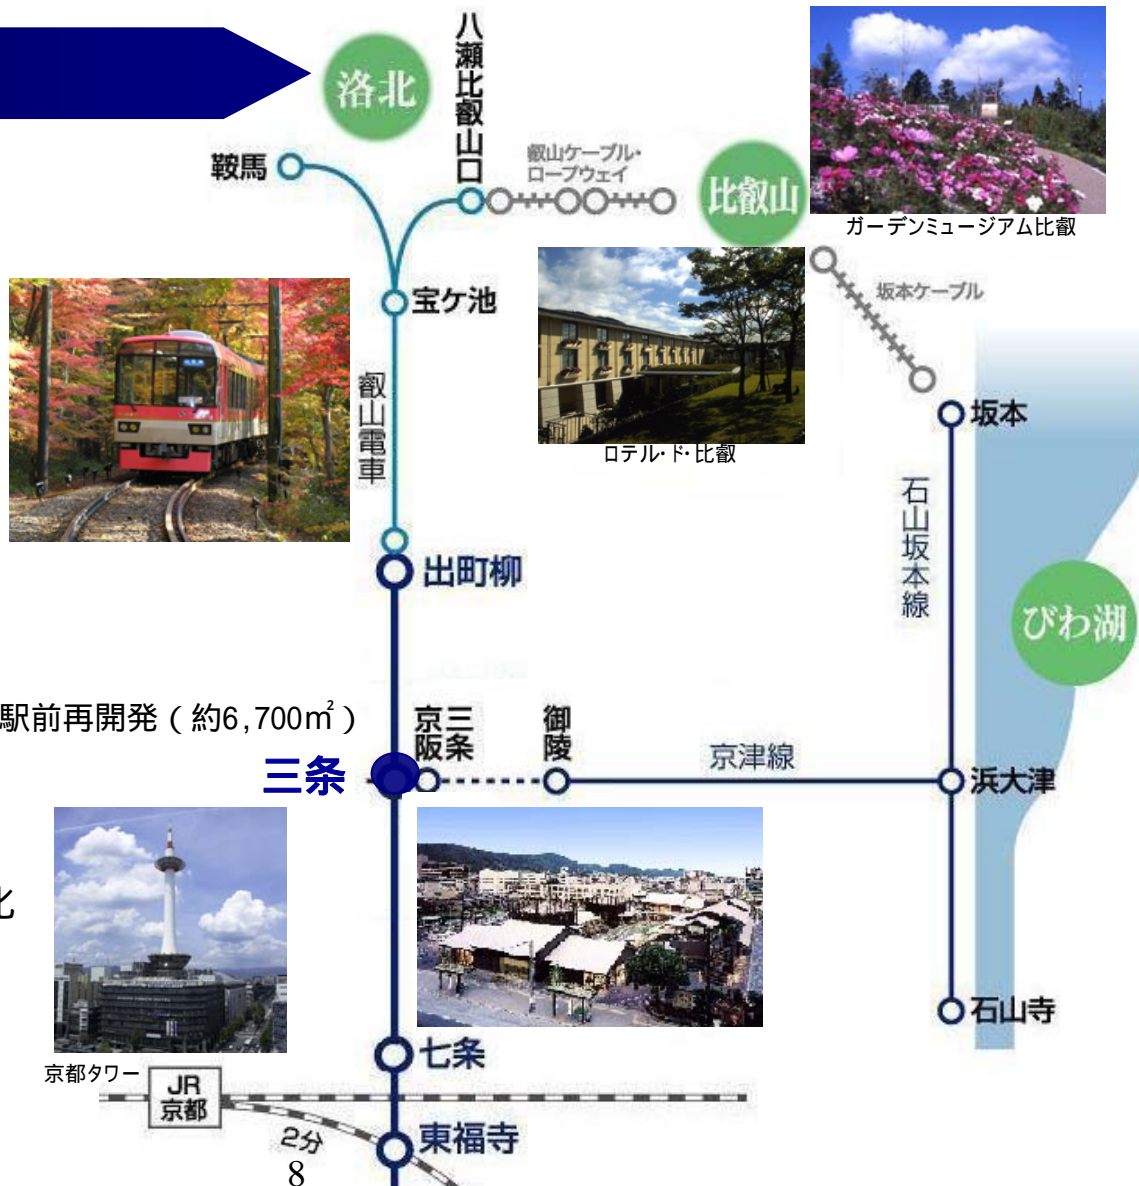 洛北
八瀬比叡山口
鞍馬
叡山ケーブル・
ロープウェイ
比叡山
ガーデンミュージアム比叡
宝ケ池
坂本ケーブル
叡山電車
ロテル・ド・比叡
坂本
石山坂本線
出町柳
びわ湖
駅前再開発(約6,700㎡)
三条
三条
京阪
御陵
京津線
浜大津
化
京都タワー
七条
石山寺
JR
京都
2分
東福寺
8